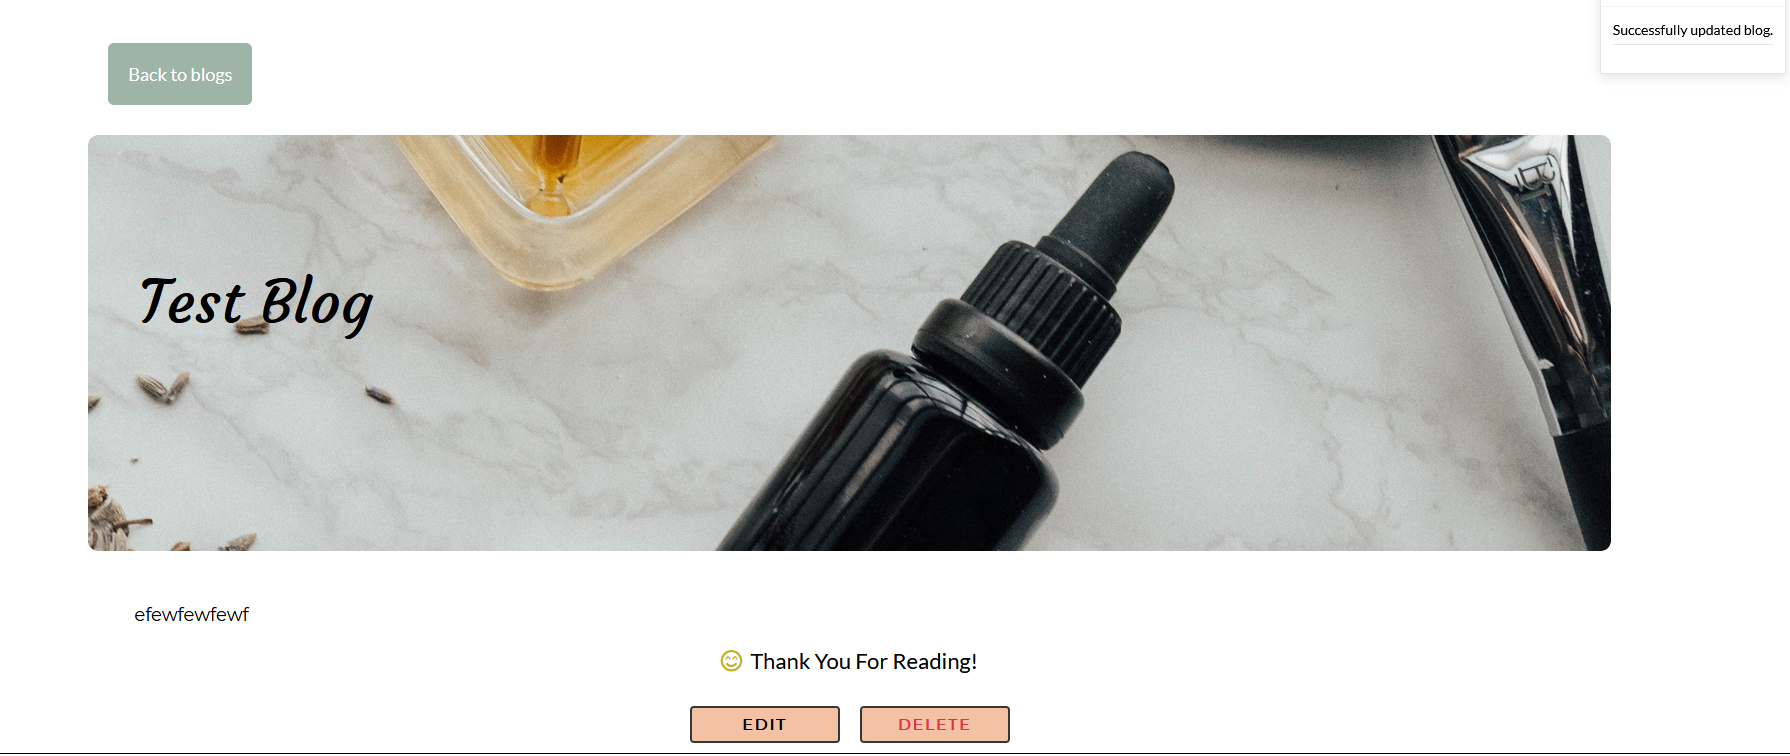 Successfully updated blog.
Back to blogs
Test Blog
efewfewfewf
Thank You For Reading!
EDIT
DELETE